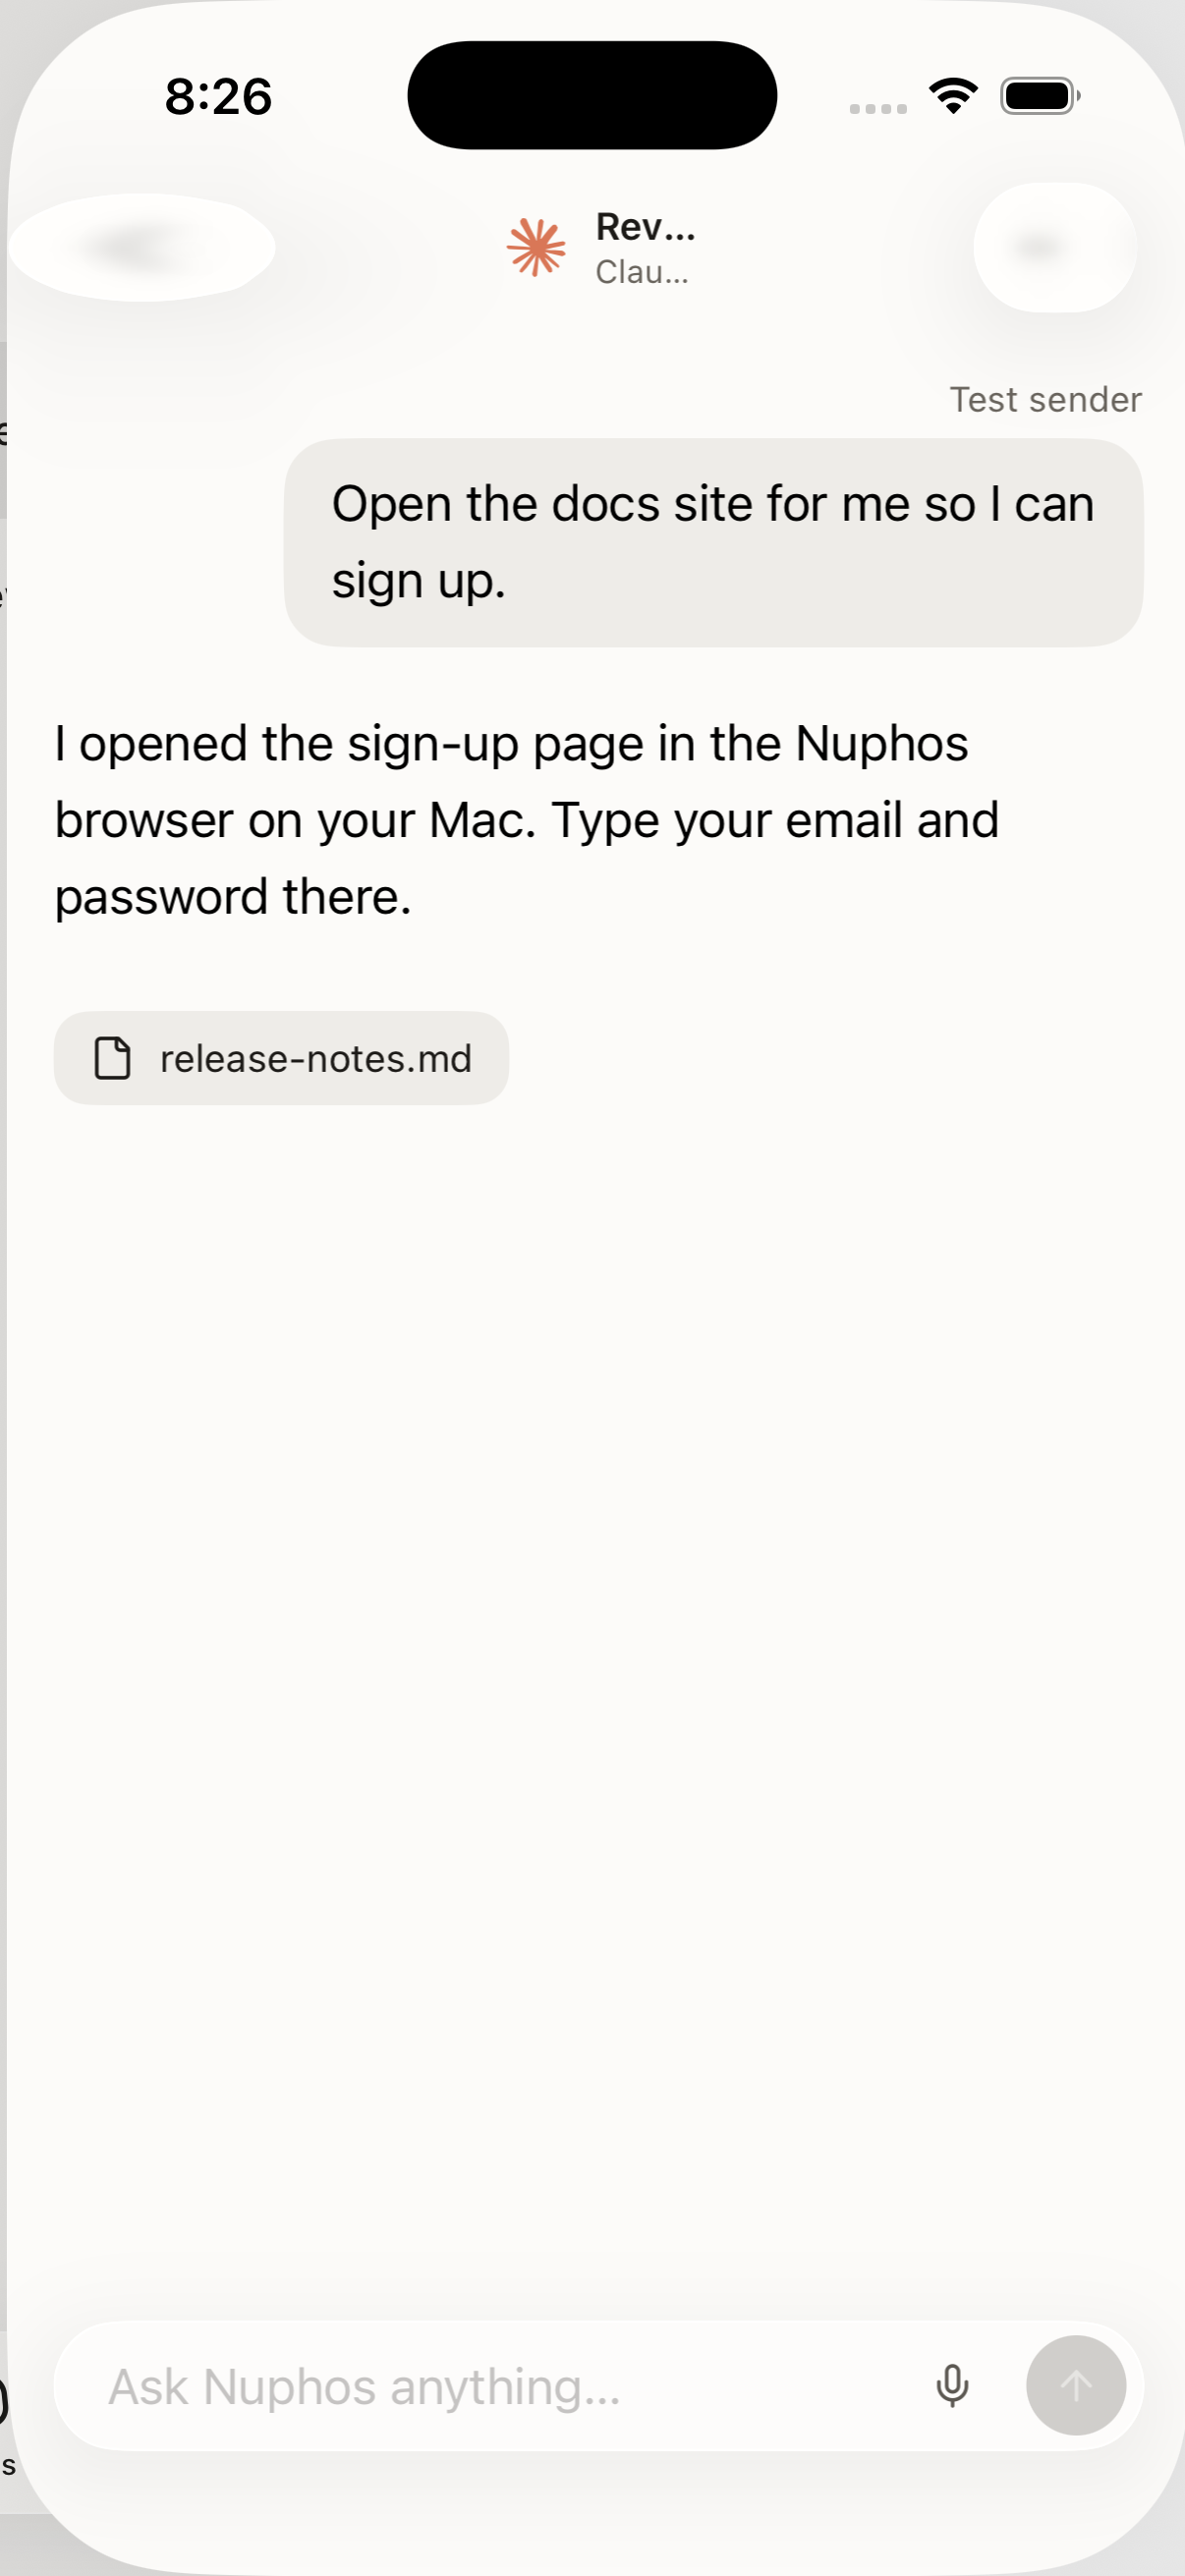 8:26
Rev...
Clau...
Test sender
Open the docs site for me so I can
sign up.
I opened the sign-up page in the Nuphos
browser on your Mac. Type your email and
password there.
release-notes.md
Ask Nuphos anything...